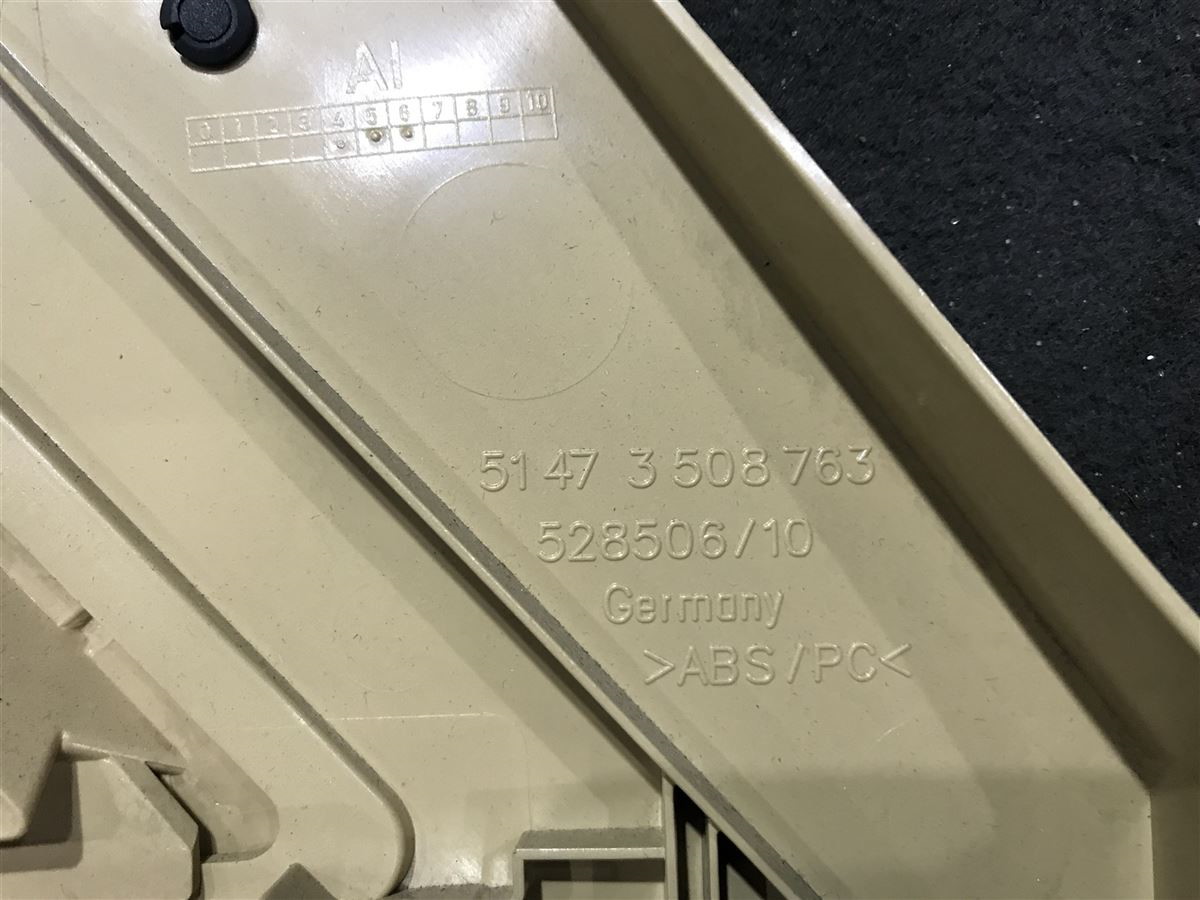 AI
0 1 2 3 4 5 6 7 8 9 10
51 47 3 508 763
528506/10
Germany
>ABS/PC<